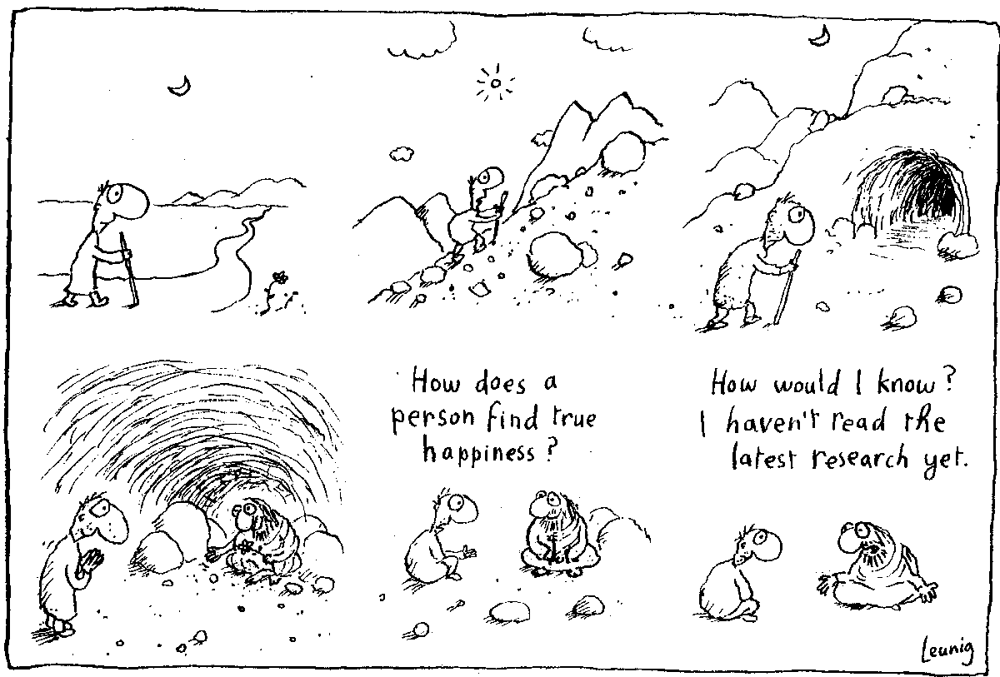 How does a
person find true
happiness?
How would I know?
I haven't read the
latest research yet.
Leunig